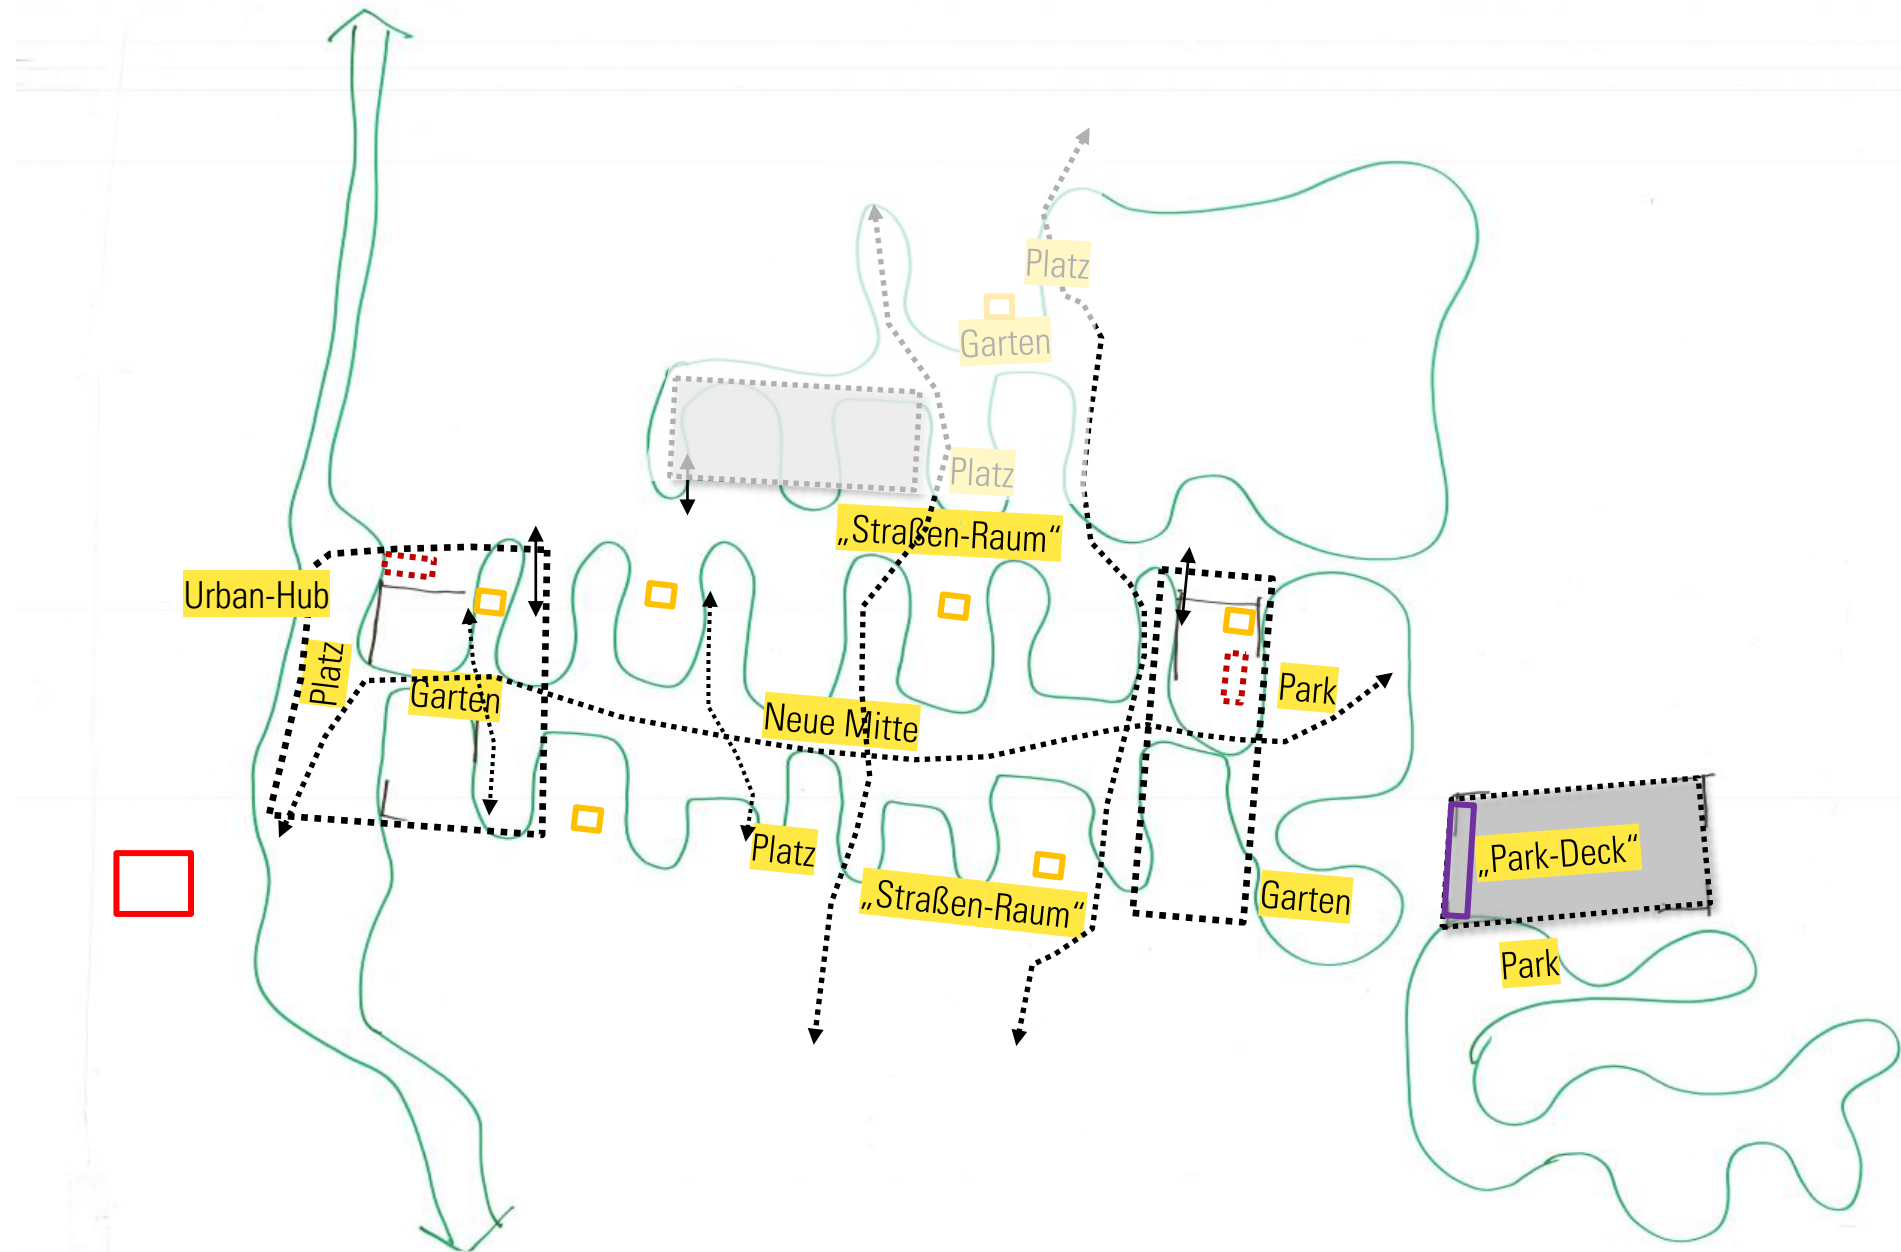 Platz
Garten
Platz
„Straßen-Raum“
Urban-Hub
Platz
Garten
Park
Neue Mitte
Platz
„Park-Deck“
„Straßen-Raum“
Garten
Park